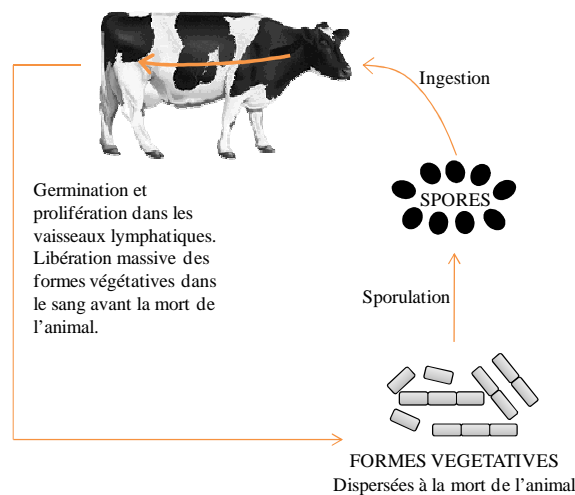 Ingestion
SPORES
Germination et
prolifération dans les
vaisseaux lymphatiques.
Libération massive des
formes végétatives dans
le sang avant la mort de
l’animal.
Sporulation
FORMES VEGETATIVES
Dispersées à la mort de l’animal